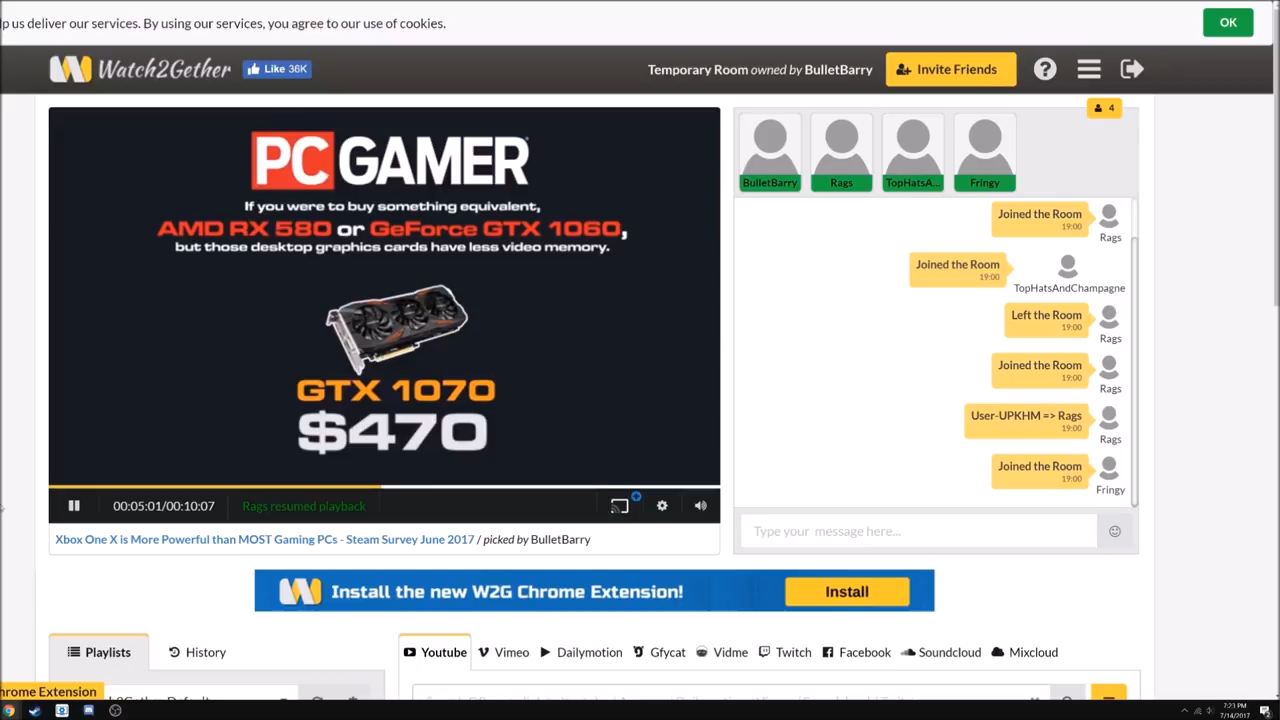 lp us deliver our services. By using our services, you agree to our use of cookies.
OK
Watch2Gether
Like 36K
Temporary Room owned by BulletBarry
Invite Friends
?
4
PC GAMER
If you were to buy something equivalent,
AMD RX 580 or GeForce GTX 1060,
but those desktop graphics cards have less video memory.
GTX 1070
$470
BulletBarry
Rags
TopHatsA...
Fringy
Joined the Room
19:00
Rags
Joined the Room
19:00
TopHatsAndChampagne
Left the Room
19:00
Rags
Joined the Room
19:00
Rags
User-UPKHM => Rags
19:00
Rags
Joined the Room
19:00
Fringy
00:05:01/00:10:07
Rags resumed playback
Type your message here...
Xbox One X is More Powerful than MOST Gaming PCs - Steam Survey June 2017 / picked by BulletBarry
Install the new W2G Chrome Extension!
Install
Playlists
History
Youtube
Vimeo
Dailymotion
Gfycat
Vidme
Twitch
Facebook
Soundcloud
Mixcloud
hrome Extension
7:23 PM
7/14/2017